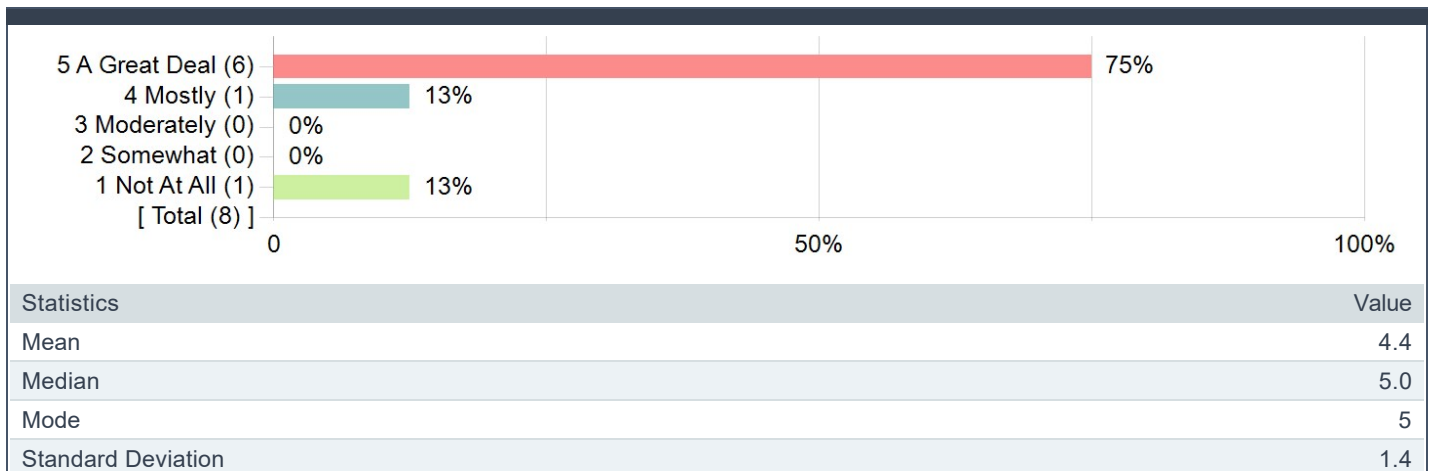 5 A Great Deal (6) 75%
4 Mostly (1) 13%
3 Moderately (0) 0%
2 Somewhat (0) 0%
1 Not At All (1) 13%
[ Total (8) ]
0 50% 100%
Statistics Value
Mean 4.4
Median 5.0
Mode 5
Standard Deviation 1.4